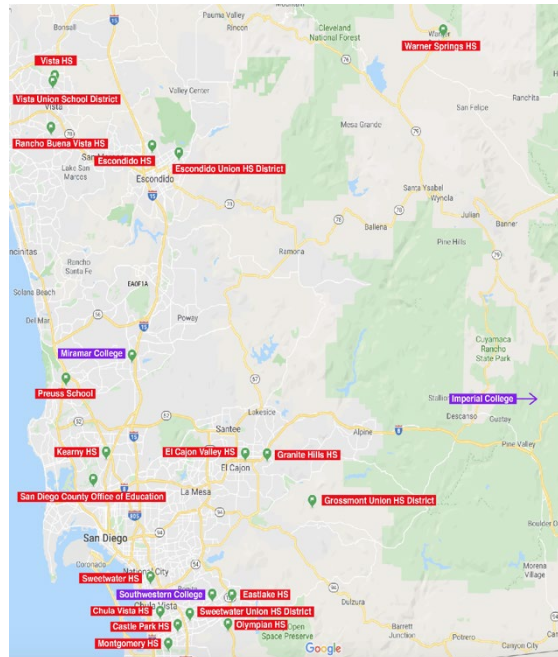 Bonsall
Pauma Valley
Rincon
Cleveland
National Forest
Warner
Warner Springs HS
Vista HS
Vista Union School District
Vista
Valley Center
San Felipe
Ranchita
Mesa Grande
Rancho Buena Vista HS
Escondido HS
Escondido Union HS District
Lake San
Marcos
Escondido
Santa Ysabel
Wynola
Julian
Banner
Ballena
Ramona
Pine Hills
Encinitas
Rancho
Santa Fe
EA0F1A
Solana Beach
Del Mar
Poway
Cuyamaca
Rancho
State Park
Miramar College
Preuss School
Imperial College
Descanso
Guatay
Lakeside
Santee
Alpine
Pine Valley
Kearny HS
El Cajon Valley HS
Granite Hills HS
El Cajon
La Mesa
San Diego County Office of Education
Grossmont Union HS District
San Diego
Boulder
Coronado
National City
Morena
Village
Sweetwater HS
Southwestern College
Eastlake HS
Chula Vista
Chula Vista HS
Sweetwater Union HS District
Dulzura
Castle Park HS
Olympian HS
Open
Space Preserve
Barrett
Junction
Potrero
Canyon City
Montgomery HS
Google